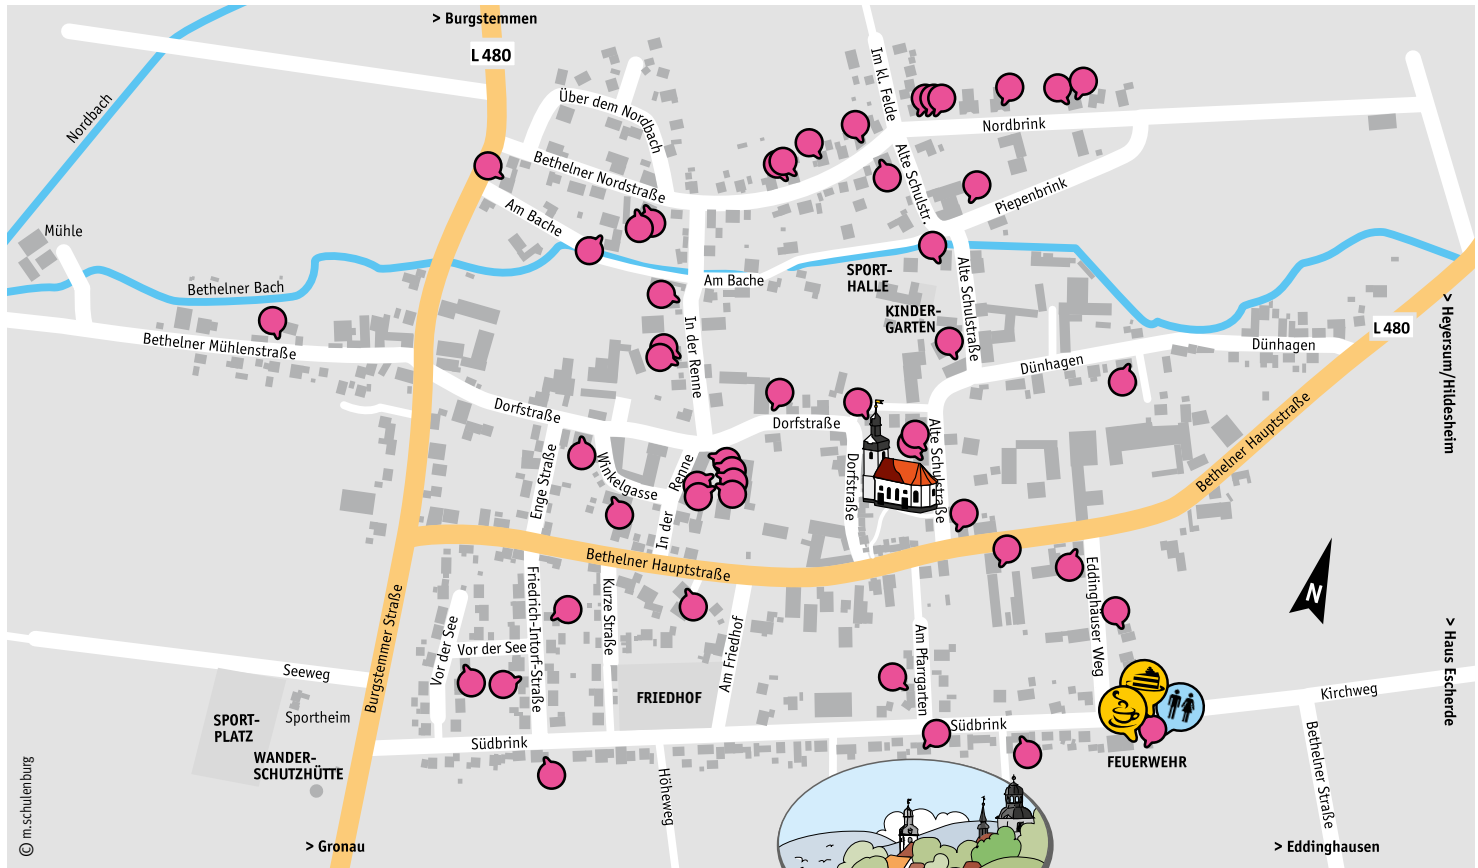 > Burgstemmen
L 480
Nordbach
Über dem Nordbach
Im kl. Felde
Nordbrink
Bethelner Nordstraße
Alte Schulstr.
Piepenbrink
Am Bache
Mühle
Bethelner Bach
Am Bache
SPORT-
HALLE
KINDER-
GARTEN
Alte Schulstraße
In der Renne
Bethelner Mühlenstraße
Dünhagen
Dünhagen
L 480
> Heyersum/Hildesheim
Dorfstraße
Dorfstraße
Dorfstraße
Alte Schulstraße
Enge Straße
Winkelgasse
In der Renne
Bethelner Hauptstraße
Bethelner Hauptstraße
Burgstemmer Straße
Friedrich-Intorf-Straße
Kurze Straße
Eddinghäuser Weg
N
Vor der See
Vor der See
Am Friedhof
Am Pfarrgarten
Seeweg
FRIEDHOF
SPORT-
PLATZ
Sportheim
WANDER-
SCHUTZHÜTTE
Südbrink
Südbrink
Kirchweg
> Haus Escherde
FEUERWEHR
Höheweg
Bethelner Straße
© m.schulenburg
> Gronau
> Eddinghausen